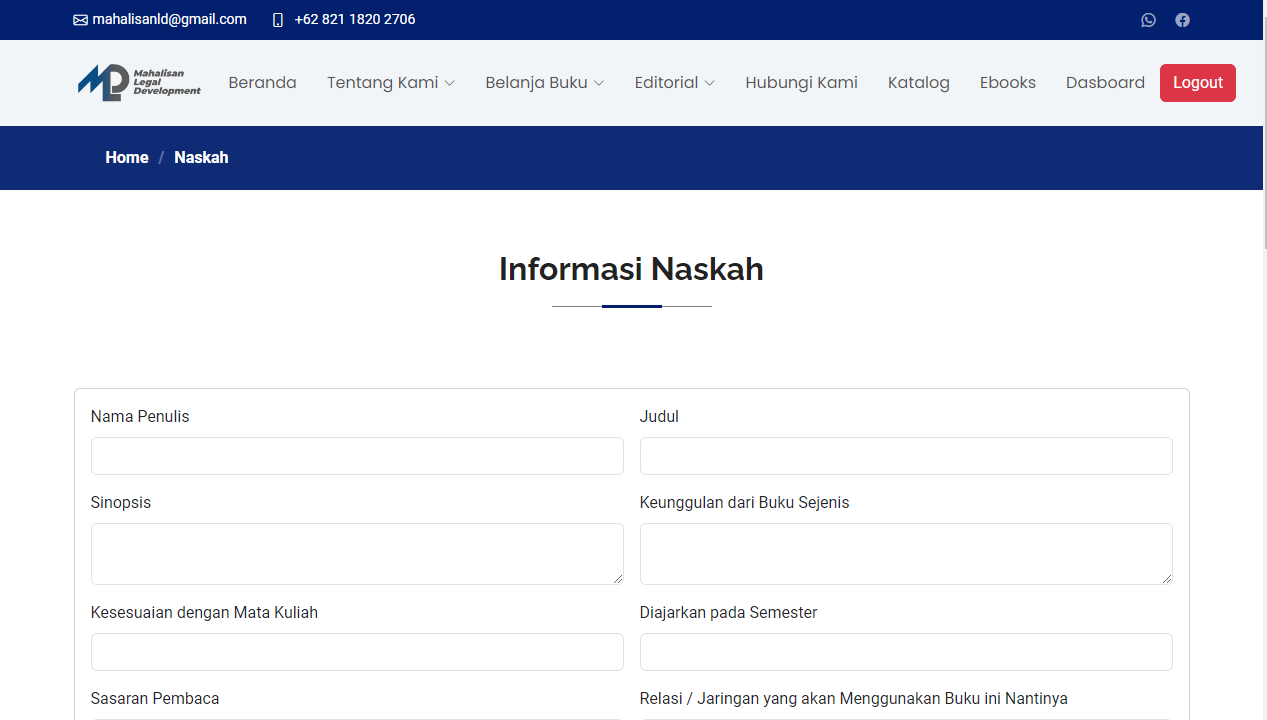 mahalisanld@gmail.com +62 821 1820 2706
Mahalisan
Legal
Development
Beranda Tentang Kami Belanja Buku Editorial Hubungi Kami Katalog Ebooks Dasboard Logout
Home / Naskah
Informasi Naskah
Nama Penulis Judul
Sinopsis Keunggulan dari Buku Sejenis
Kesesuaian dengan Mata Kuliah Diajarkan pada Semester
Sasaran Pembaca Relasi / Jaringan yang akan Menggunakan Buku ini Nantinya